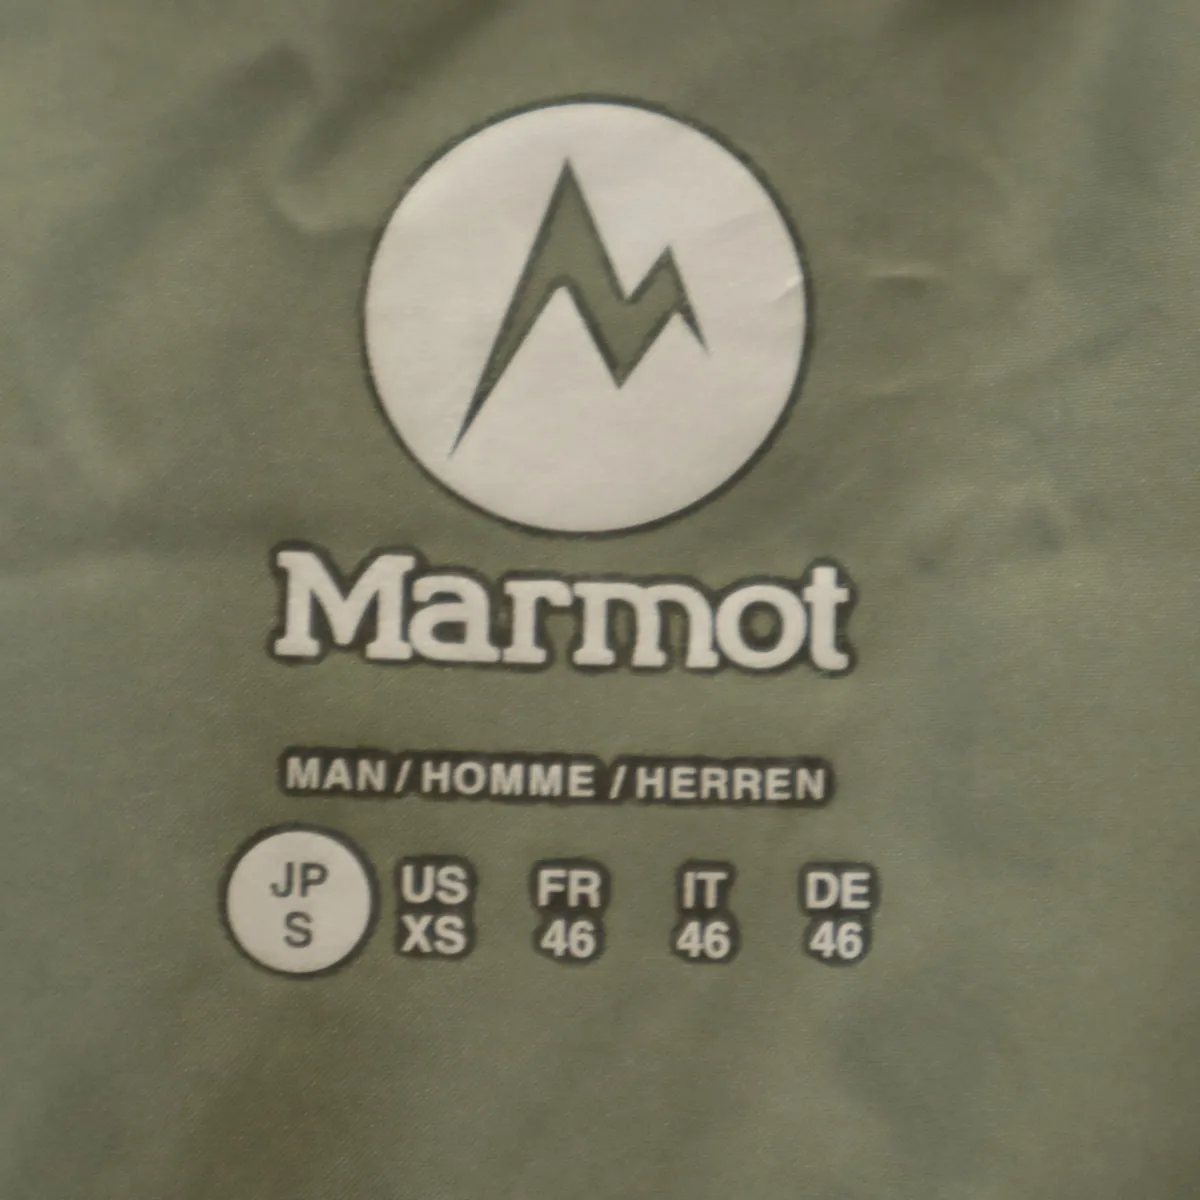 Marmot
MAN / HOMME / HERREN
JP US FR IT DE
S XS 46 46 46